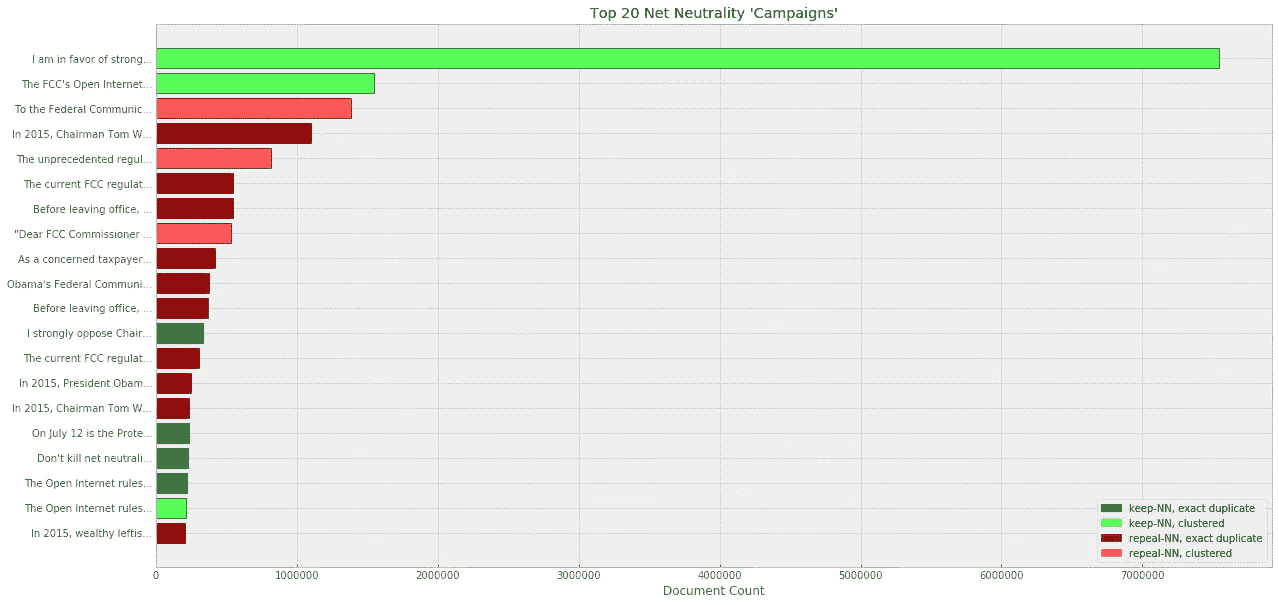 Top 20 Net Neutrality 'Campaigns'
I am in favor of strong...
The FCC's Open Internet...
To the Federal Communic...
In 2015, Chairman Tom W...
The unprecedented regul...
The current FCC regulat...
Before leaving office, ...
"Dear FCC Commissioner ...
As a concerned taxpayer...
Obama's Federal Communi...
Before leaving office, ...
I strongly oppose Chair...
The current FCC regulat...
In 2015, President Obam...
In 2015, Chairman Tom W...
On July 12 is the Prote...
Don't kill net neutrali...
The Open Internet rules...
The Open Internet rules...
In 2015, wealthy leftis...
keep-NN, exact duplicate
keep-NN, clustered
repeal-NN, exact duplicate
repeal-NN, clustered
0 1000000 2000000 3000000 4000000 5000000 6000000 7000000
Document Count